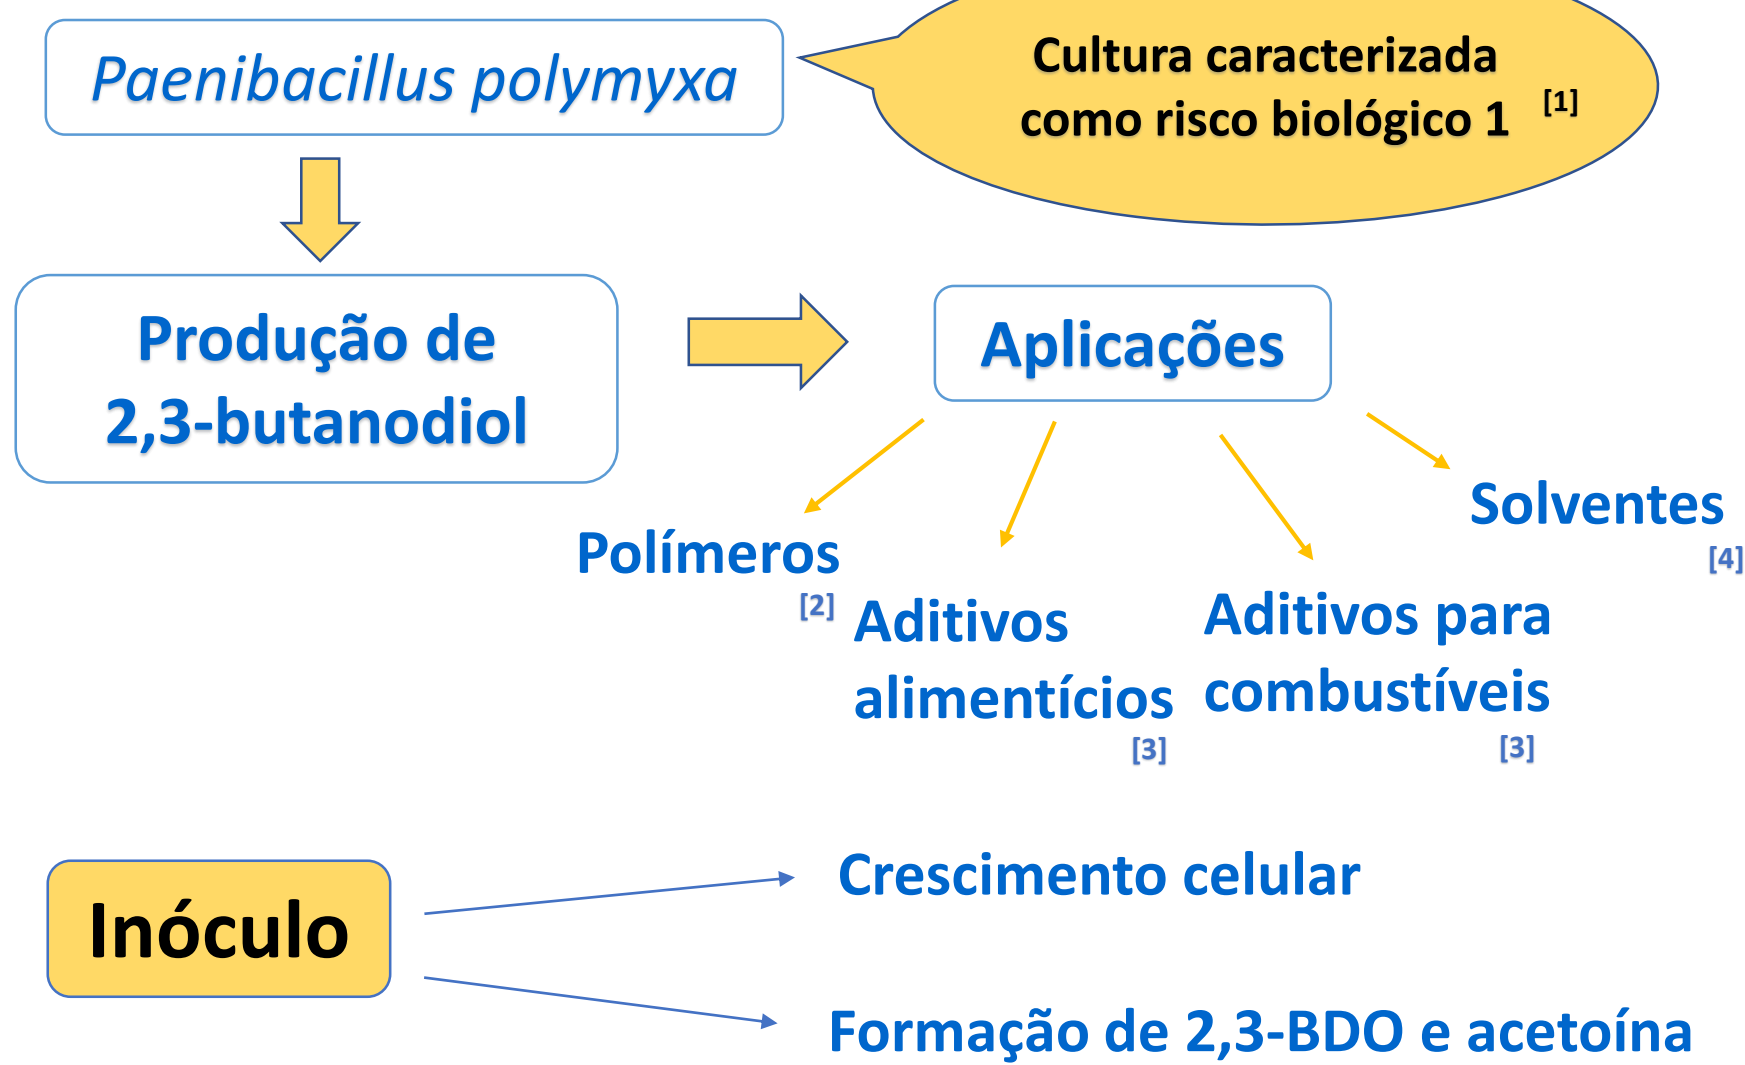 Paenibacillus polymyxa
Cultura caracterizada
como risco biológico 1 [1]
Produção de
2,3-butanodiol
Aplicações
Polímeros
[2]
Aditivos
alimentícios
[3]
Aditivos para
combustíveis
[3]
Solventes
[4]
Inóculo
Crescimento celular
Formação de 2,3-BDO e acetoína